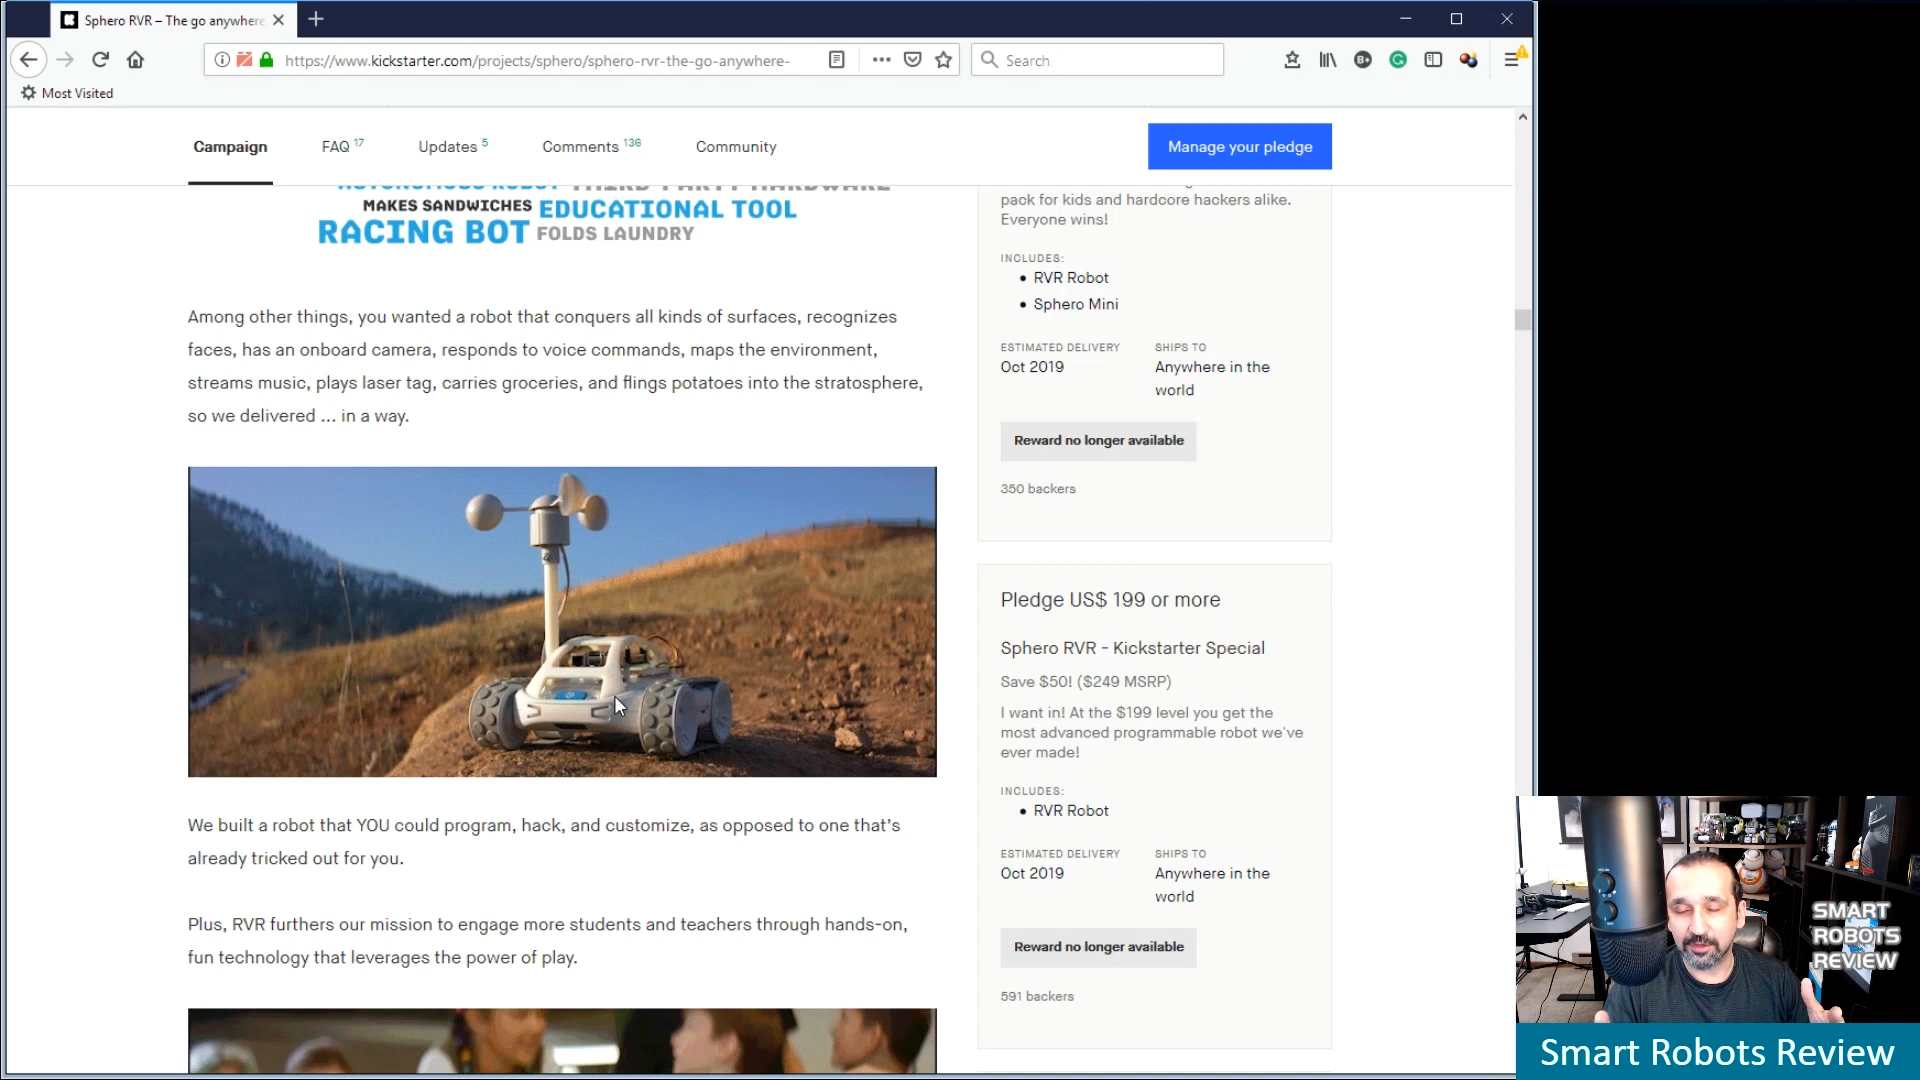 Sphero RVR – The go anywhere
https://www.kickstarter.com/projects/sphero/sphero-rvr-the-go-anywhere-
Search
Most Visited
Campaign
FAQ 17
Updates 5
Comments 136
Community
Manage your pledge
AUTONOMOUS ROBOT THIRD PARTY HARDWARE
MAKES SANDWICHES EDUCATIONAL TOOL
RACING BOT FOLDS LAUNDRY
Among other things, you wanted a robot that conquers all kinds of surfaces, recognizes
faces, has an onboard camera, responds to voice commands, maps the environment,
streams music, plays laser tag, carries groceries, and flings potatoes into the stratosphere,
so we delivered ... in a way.
We built a robot that YOU could program, hack, and customize, as opposed to one that's
already tricked out for you.
Plus, RVR furthers our mission to engage more students and teachers through hands-on,
fun technology that leverages the power of play.
pack for kids and hardcore hackers alike.
Everyone wins!
INCLUDES:
• RVR Robot
• Sphero Mini
ESTIMATED DELIVERY
Oct 2019
SHIPS TO
Anywhere in the
world
Reward no longer available
350 backers
Pledge US$ 199 or more
Sphero RVR - Kickstarter Special
Save $50! ($249 MSRP)
I want in! At the $199 level you get the
most advanced programmable robot we've
ever made!
INCLUDES:
• RVR Robot
ESTIMATED DELIVERY
Oct 2019
SHIPS TO
Anywhere in the
world
Reward no longer available
591 backers
SMART
ROBOTS
REVIEW
Smart Robots Review